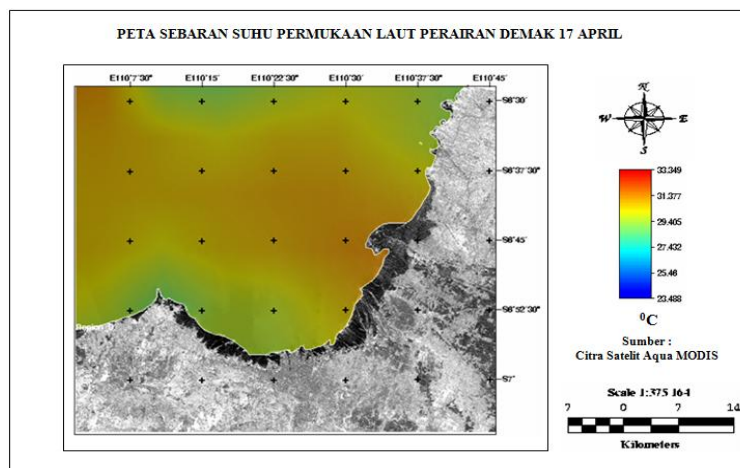 PETA SEBARAN SUHU PERMUKAAN LAUT PERAIRAN DEMAK 17 APRIL
E110°7'30" E110°15' E110°22'30" E110°30' E110°37'30" E110°45'
S6°30'
S6°37'30"
S6°45'
S6°52'30"
S7°
N
W E
S
33.349
31.377
29.405
27.432
25.46
23.488
⁰C
Sumber :
Citra Satelit Aqua MODIS
Scale 1:375 164
7 0 7 14
Kilometers